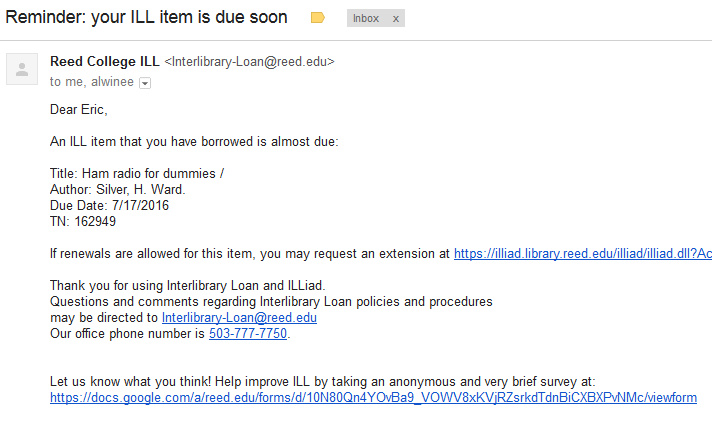 Reminder: your ILL item is due soon Inbox x
Reed College ILL <Interlibrary-Loan@reed.edu>
to me, alwinee
Dear Eric,
An ILL item that you have borrowed is almost due:
Title: Ham radio for dummies /
Author: Silver, H. Ward.
Due Date: 7/17/2016
TN: 162949
If renewals are allowed for this item, you may request an extension at https://illiad.library.reed.edu/illiad/illiad.dll?Ac
Thank you for using Interlibrary Loan and ILLiad.
Questions and comments regarding Interlibrary Loan policies and procedures
may be directed to Interlibrary-Loan@reed.edu
Our office phone number is 503-777-7750.
Let us know what you think! Help improve ILL by taking an anonymous and very brief survey at:
https://docs.google.com/a/reed.edu/forms/d/10N80Qn4YOvBa9_VOWV8xKVjRZsrkdTdnBiCXBXPvNMc/viewform